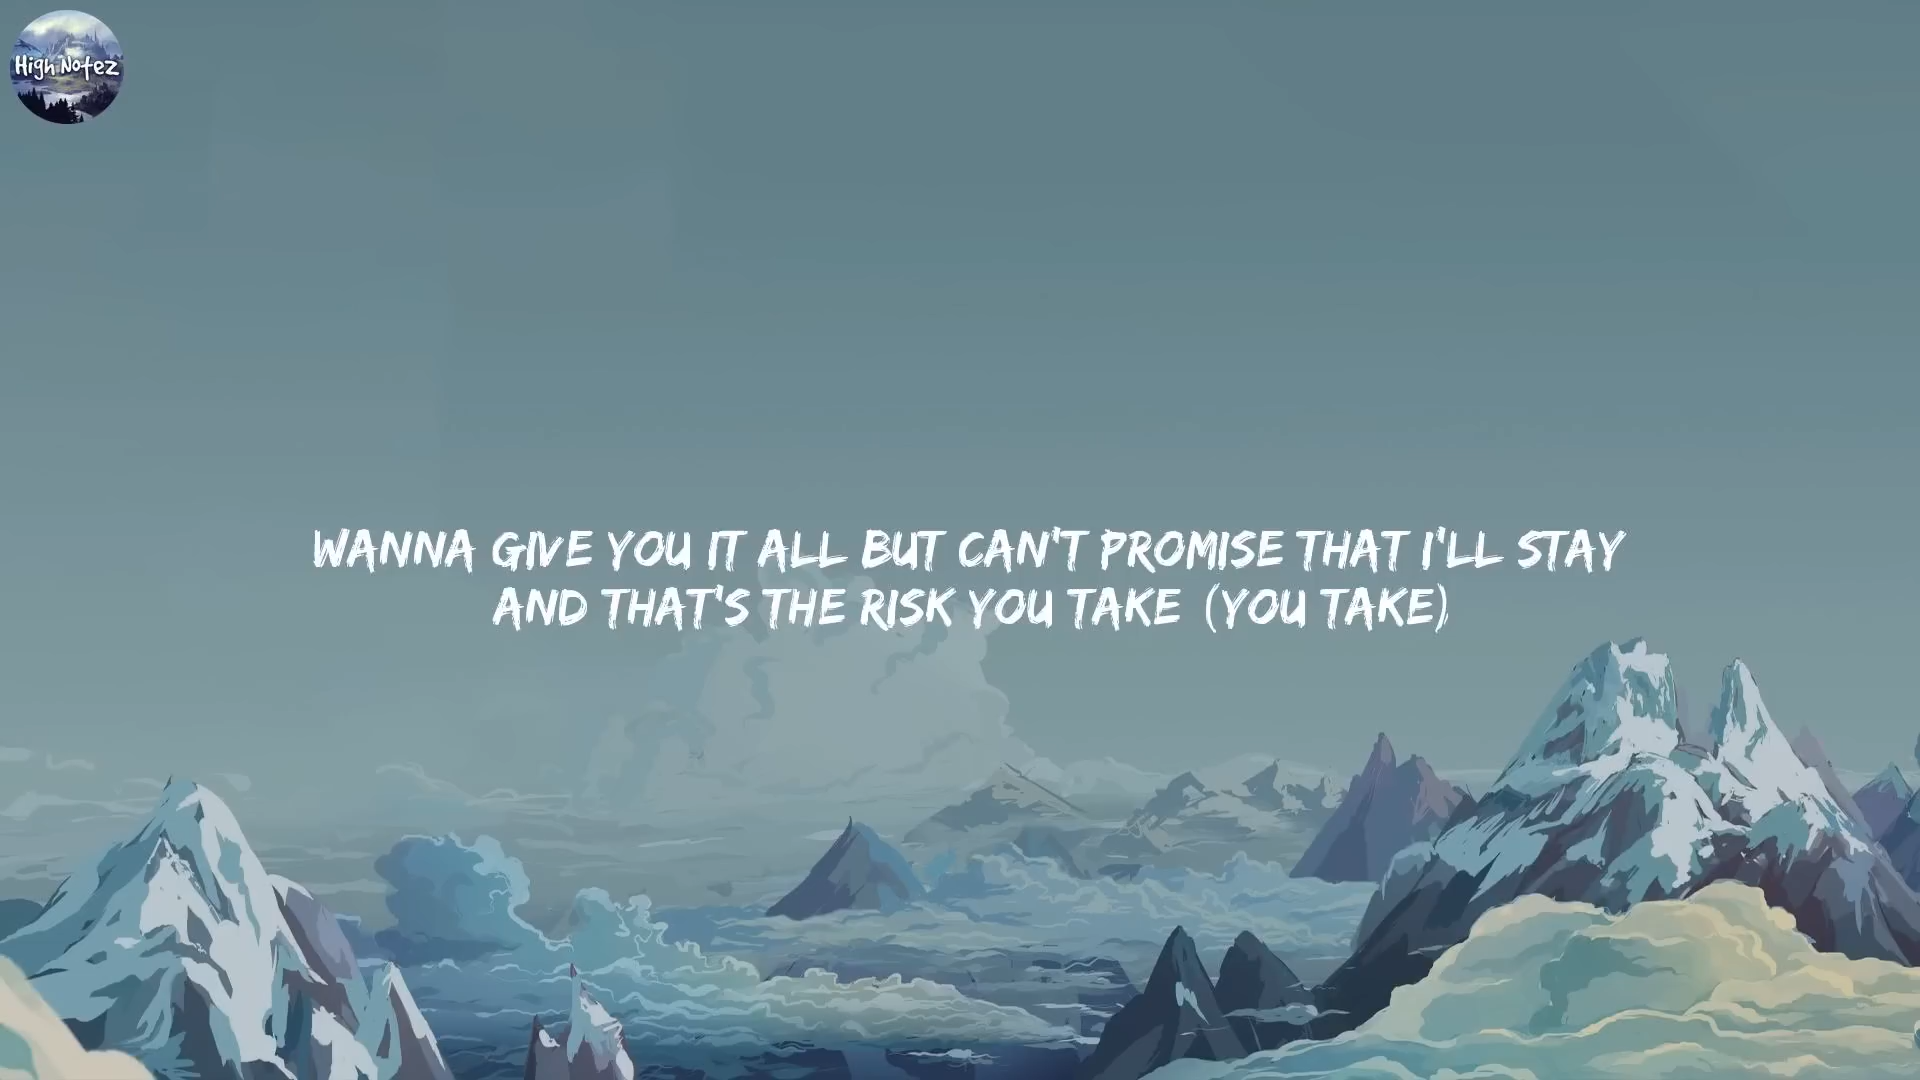 High Notez
WANNA GIVE YOU IT ALL BUT CAN'T PROMISE THAT I'LL STAY
AND THAT'S THE RISK YOU TAKE (YOU TAKE)